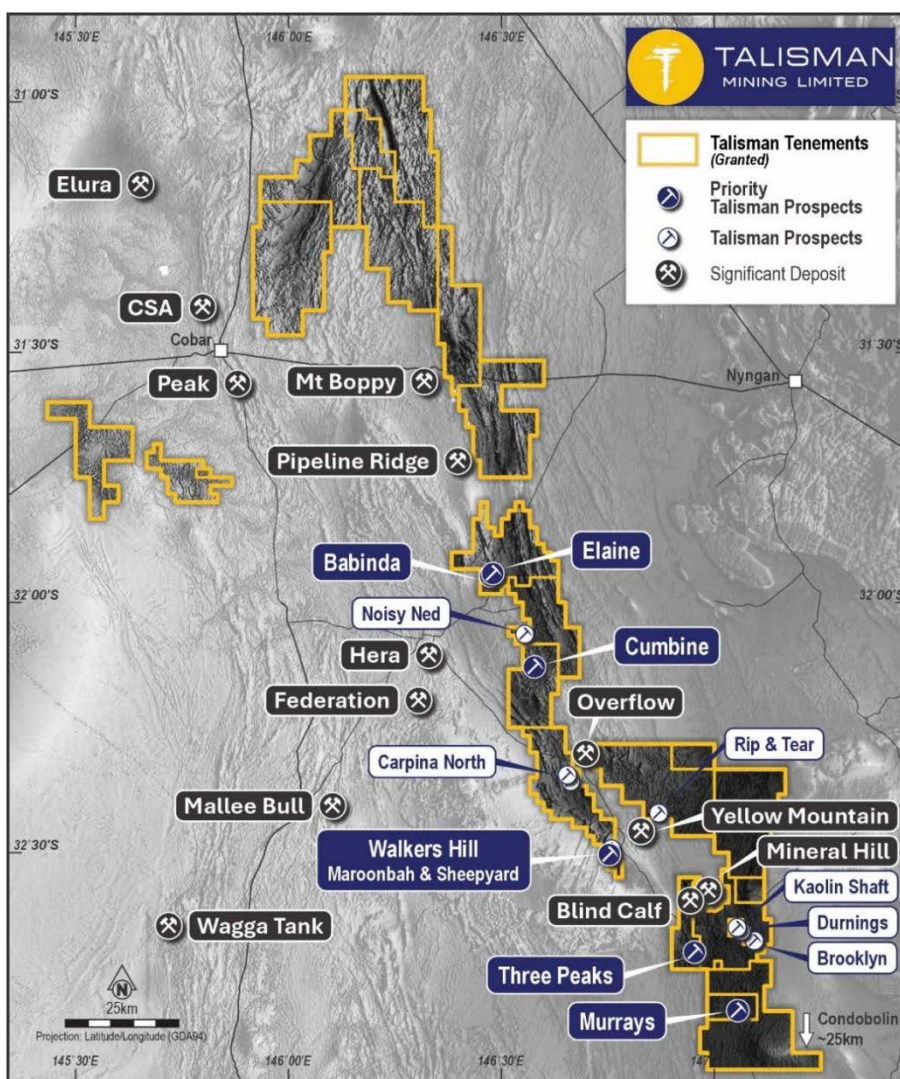 145˚30'E
146˚00'E
146˚30'E
TALISMAN
MINING LIMITED
31˚00'S
Talisman Tenements
(Granted)
Priority
Talisman Prospects
Talisman Prospects
Significant Deposit
Elura
CSA
Cobar
31˚30'S
31˚30'S
Nyngan
Peak
Mt Boppy
Pipeline Ridge
Elaine
Babinda
32˚00'S
32˚00'S
Noisy Ned
Cumbine
Hera
Federation
Overflow
Rip & Tear
Carpina North
Mallee Bull
Yellow Mountain
32˚30'S
32˚30'S
Walkers Hill
Maroonbah & Sheepyard
Mineral Hill
Kaolin Shaft
Blind Calf
Durnings
Wagga Tank
Brooklyn
Three Peaks
Murrays
N
25km
Projection: Latitude/Longitude (GDA94)
Condobolin
~25km
145˚30'E
146˚00'E
146˚30'E